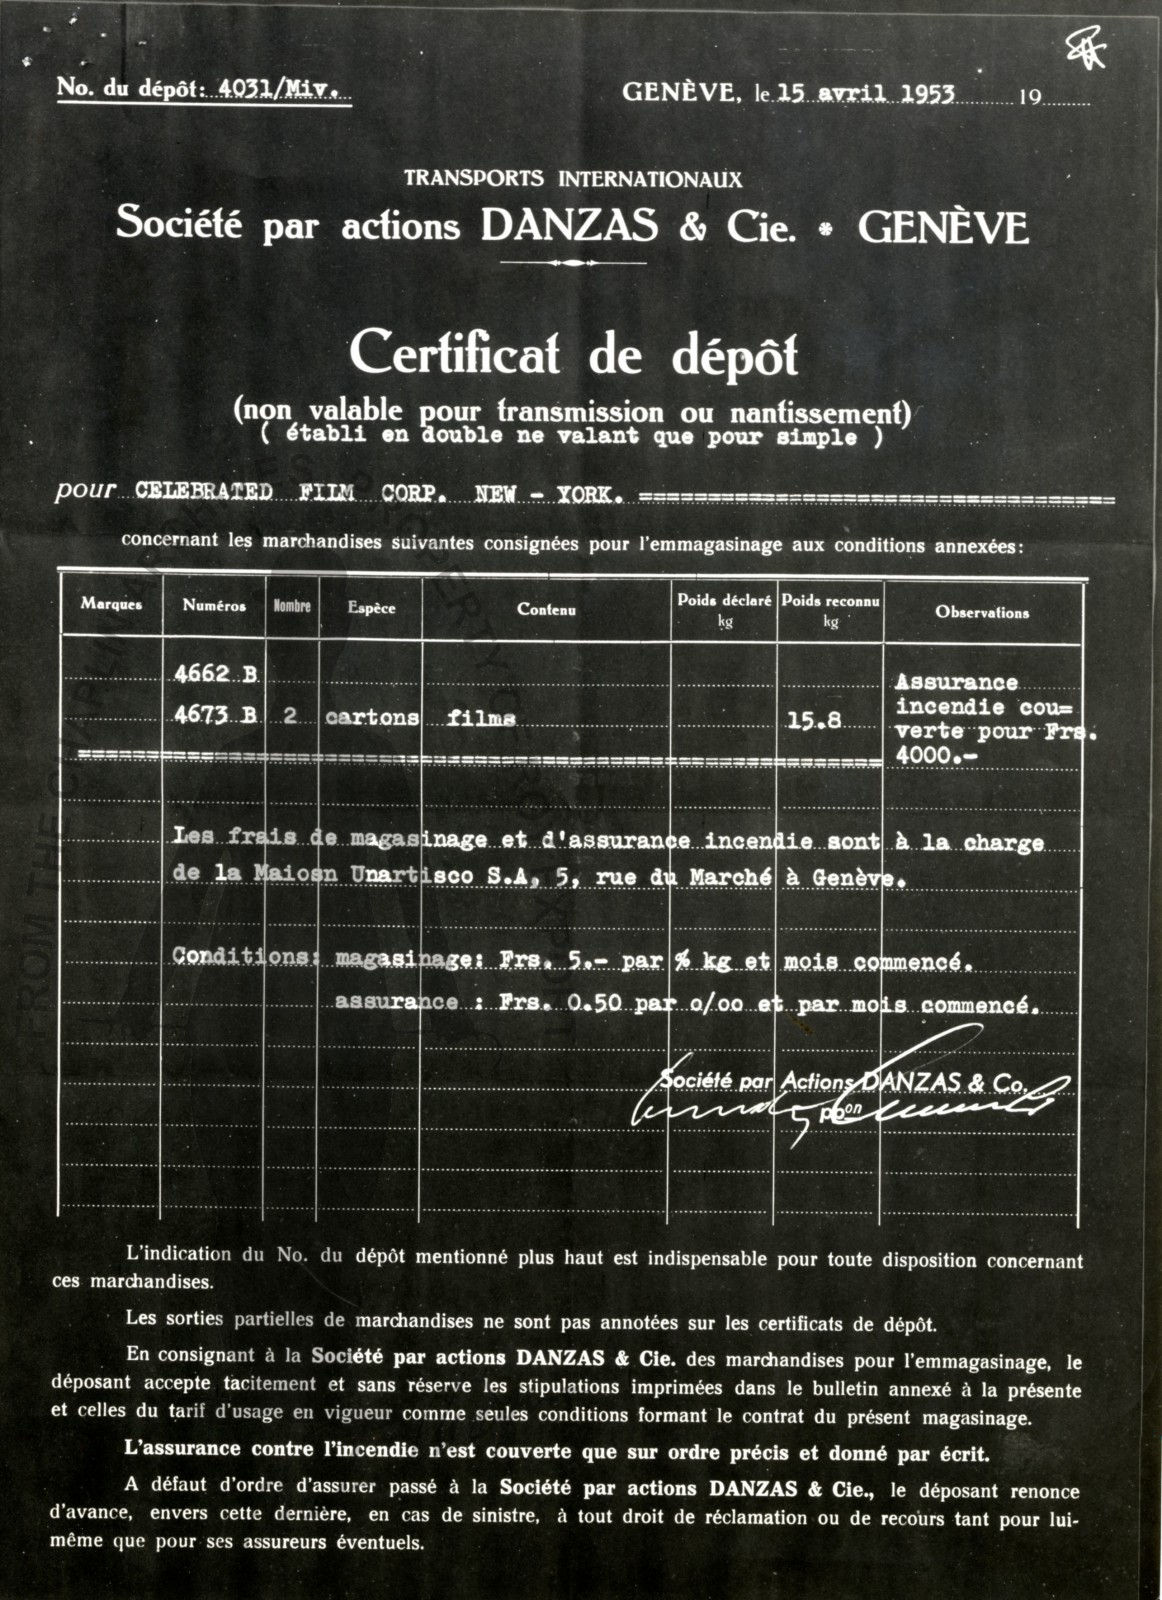 No. du dépôt: 4031/Miv.
GENÈVE, le 15 avril 1953 19
TRANSPORTS INTERNATIONAUX
Société par actions DANZAS & Cie. * GENÈVE
Certificat de dépôt
(non valable pour transmission ou nantissement)
( établi en double ne valant que pour simple )
pour CELEBRATED FILM CORP. NEW - YORK. ==================================
concernant les marchandises suivantes consignées pour l'emmagasinage aux conditions annexées:
Marques Numéros Nombre Espèce Contenu Poids déclaré kg Poids reconnu kg Observations
4662 B
4673 B 2 cartons films 15.8
Assurance
incendie cou=
verte pour Frs.
4000.-
Les frais de magasinage et d'assurance incendie sont à la charge
de la Maiosn Unartisco S.A, 5, rue du Marché à Genève.
Conditions: magasinage: Frs. 5.- par % kg et mois commencé.
assurance : Frs. 0.50 par o/oo et par mois commencé.
Société par Actions DANZAS & Co.
ppon
L'indication du No. du dépôt mentionné plus haut est indispensable pour toute disposition concernant
ces marchandises.
Les sorties partielles de marchandises ne sont pas annotées sur les certificats de dépôt.
En consignant à la Société par actions DANZAS & Cie. des marchandises pour l'emmagasinage, le
déposant accepte tacitement et sans réserve les stipulations imprimées dans le bulletin annexé à la présente
et celles du tarif d'usage en vigueur comme seules conditions formant le contrat du présent magasinage.
L'assurance contre l'incendie n'est couverte que sur ordre précis et donné par écrit.
A défaut d'ordre d'assurer passé à la Société par actions DANZAS & Cie., le déposant renonce
d'avance, envers cette dernière, en cas de sinistre, à tout droit de réclamation ou de recours tant pour lui-
même que pour ses assureurs éventuels.